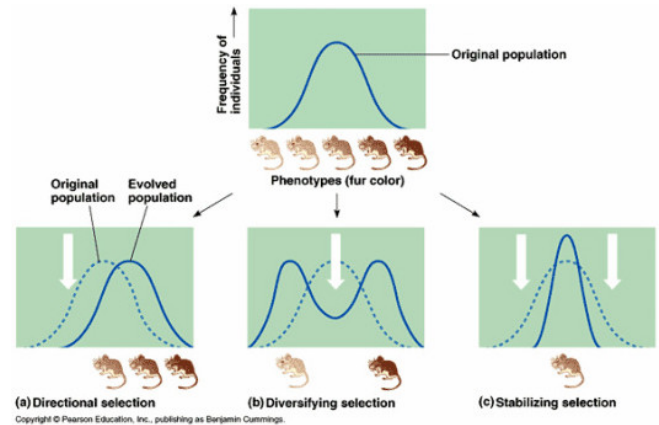 Frequency of
individuals
Original population
Phenotypes (fur color)
Original
population
Evolved
population
(a) Directional selection
(b) Diversifying selection
(c) Stabilizing selection
Copyright © Pearson Education, Inc., publishing as Benjamin Cummings.